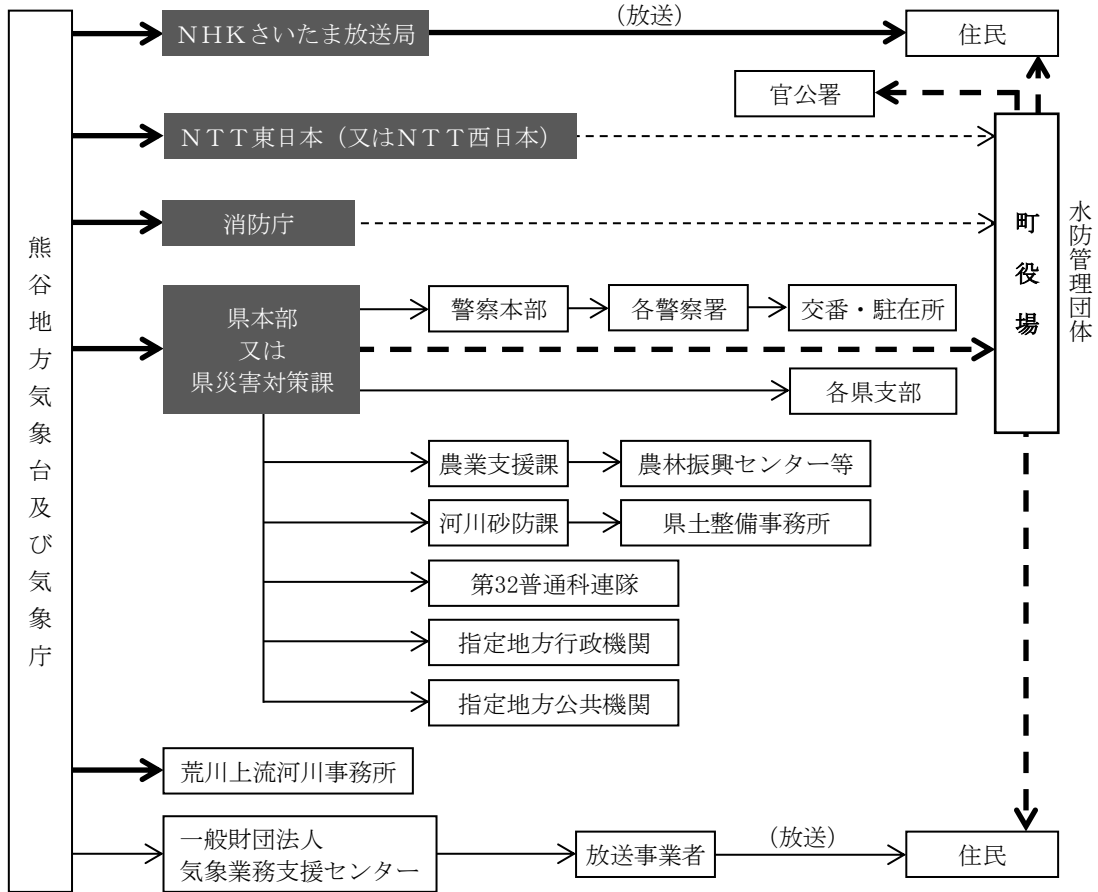 熊谷地方気象台及び気象庁
NHKさいたま放送局
(放送)
住民
官公署
NTT東日本(又はNTT西日本)
消防庁
町役場
水防管理団体
県本部
又は
県災害対策課
警察本部
各警察署
交番・駐在所
各県支部
農業支援課
農林振興センター等
河川砂防課
県土整備事務所
第32普通科連隊
指定地方行政機関
指定地方公共機関
荒川上流河川事務所
一般財団法人
気象業務支援センター
放送事業者
(放送)
住民